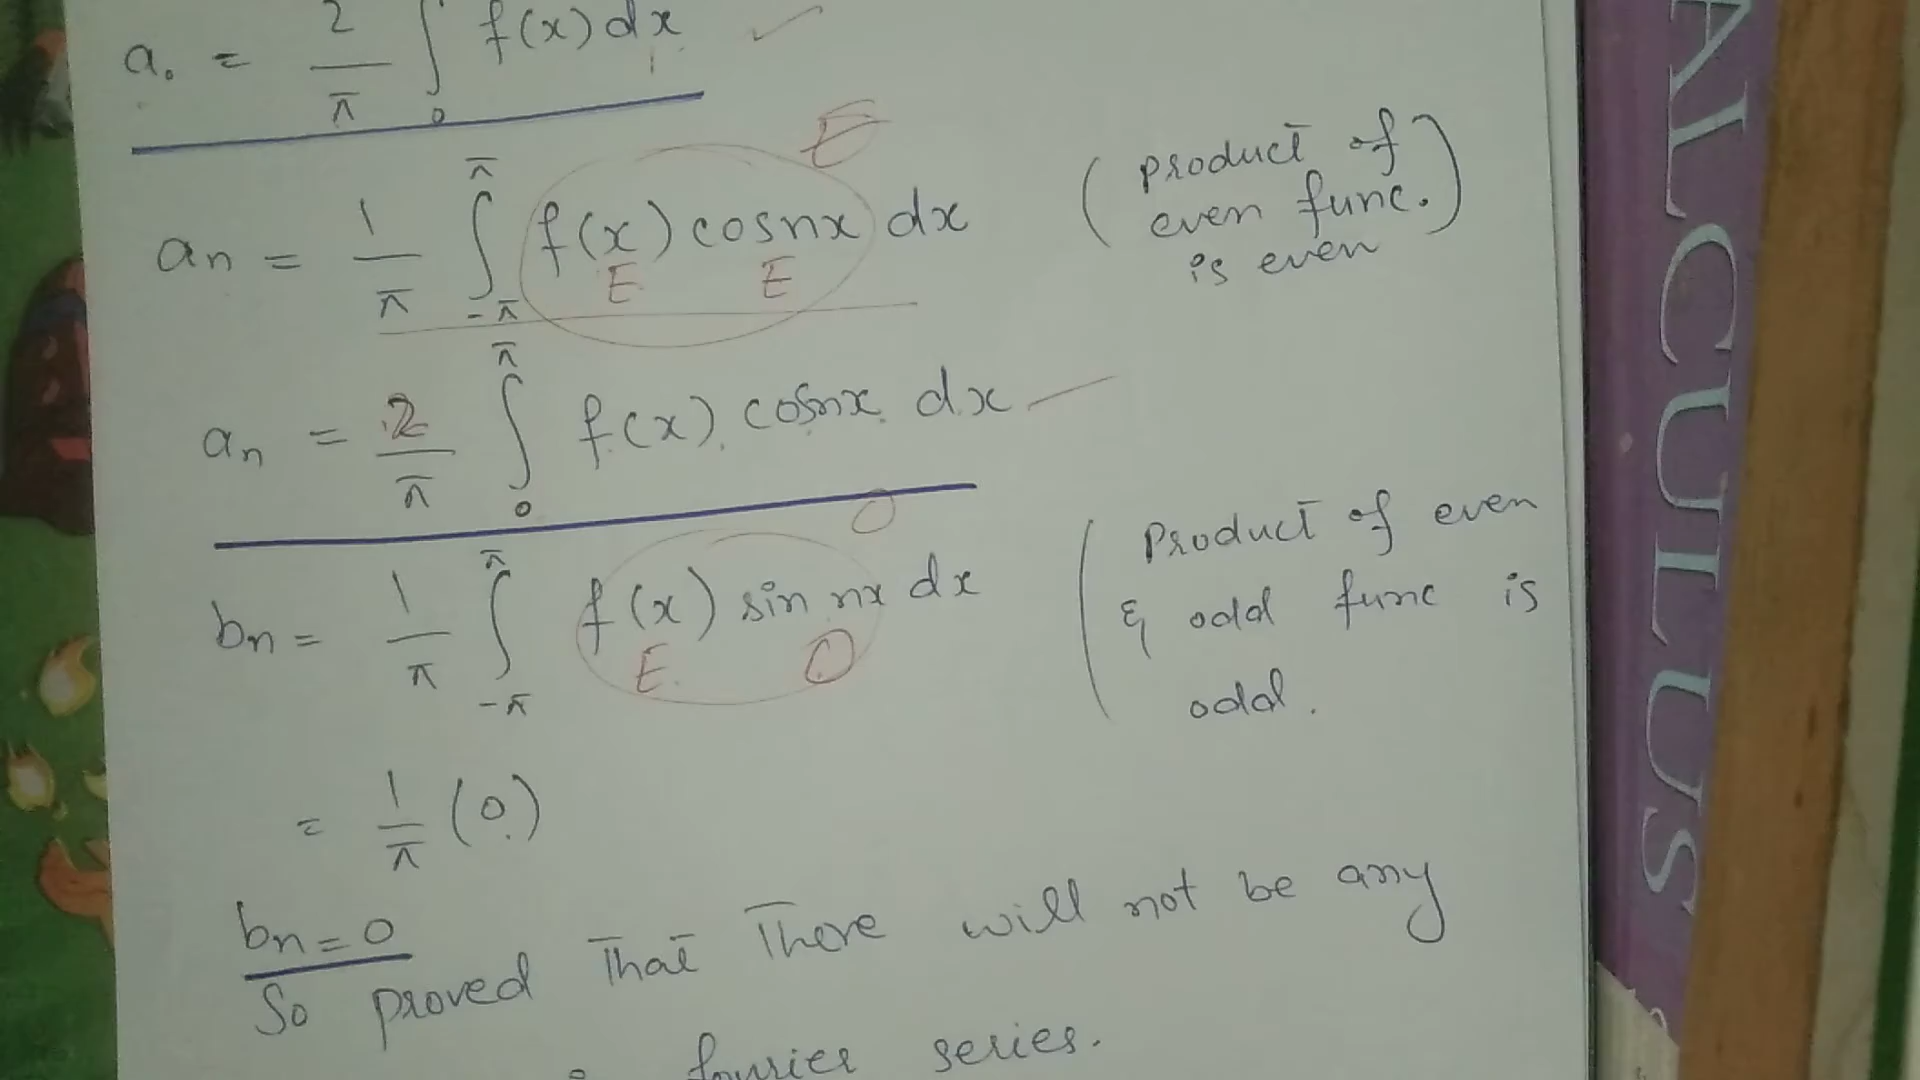 a₀ = 2/π ∫₀ f(x) dx
E
aₙ = 1/π ∫_{-π}^{π} f(x) cosnx dx
E E
(product of
even func.)
is even
aₙ = 2/π ∫₀^{π} f(x) cosnx dx
O
bₙ = 1/π ∫_{-π}^{π} f(x) sin nx dx
E O
(Product of even
& odd func is
odd.
= 1/π (0)
bₙ = 0
So proved That There will not be any
fourier series.
ALCULUS